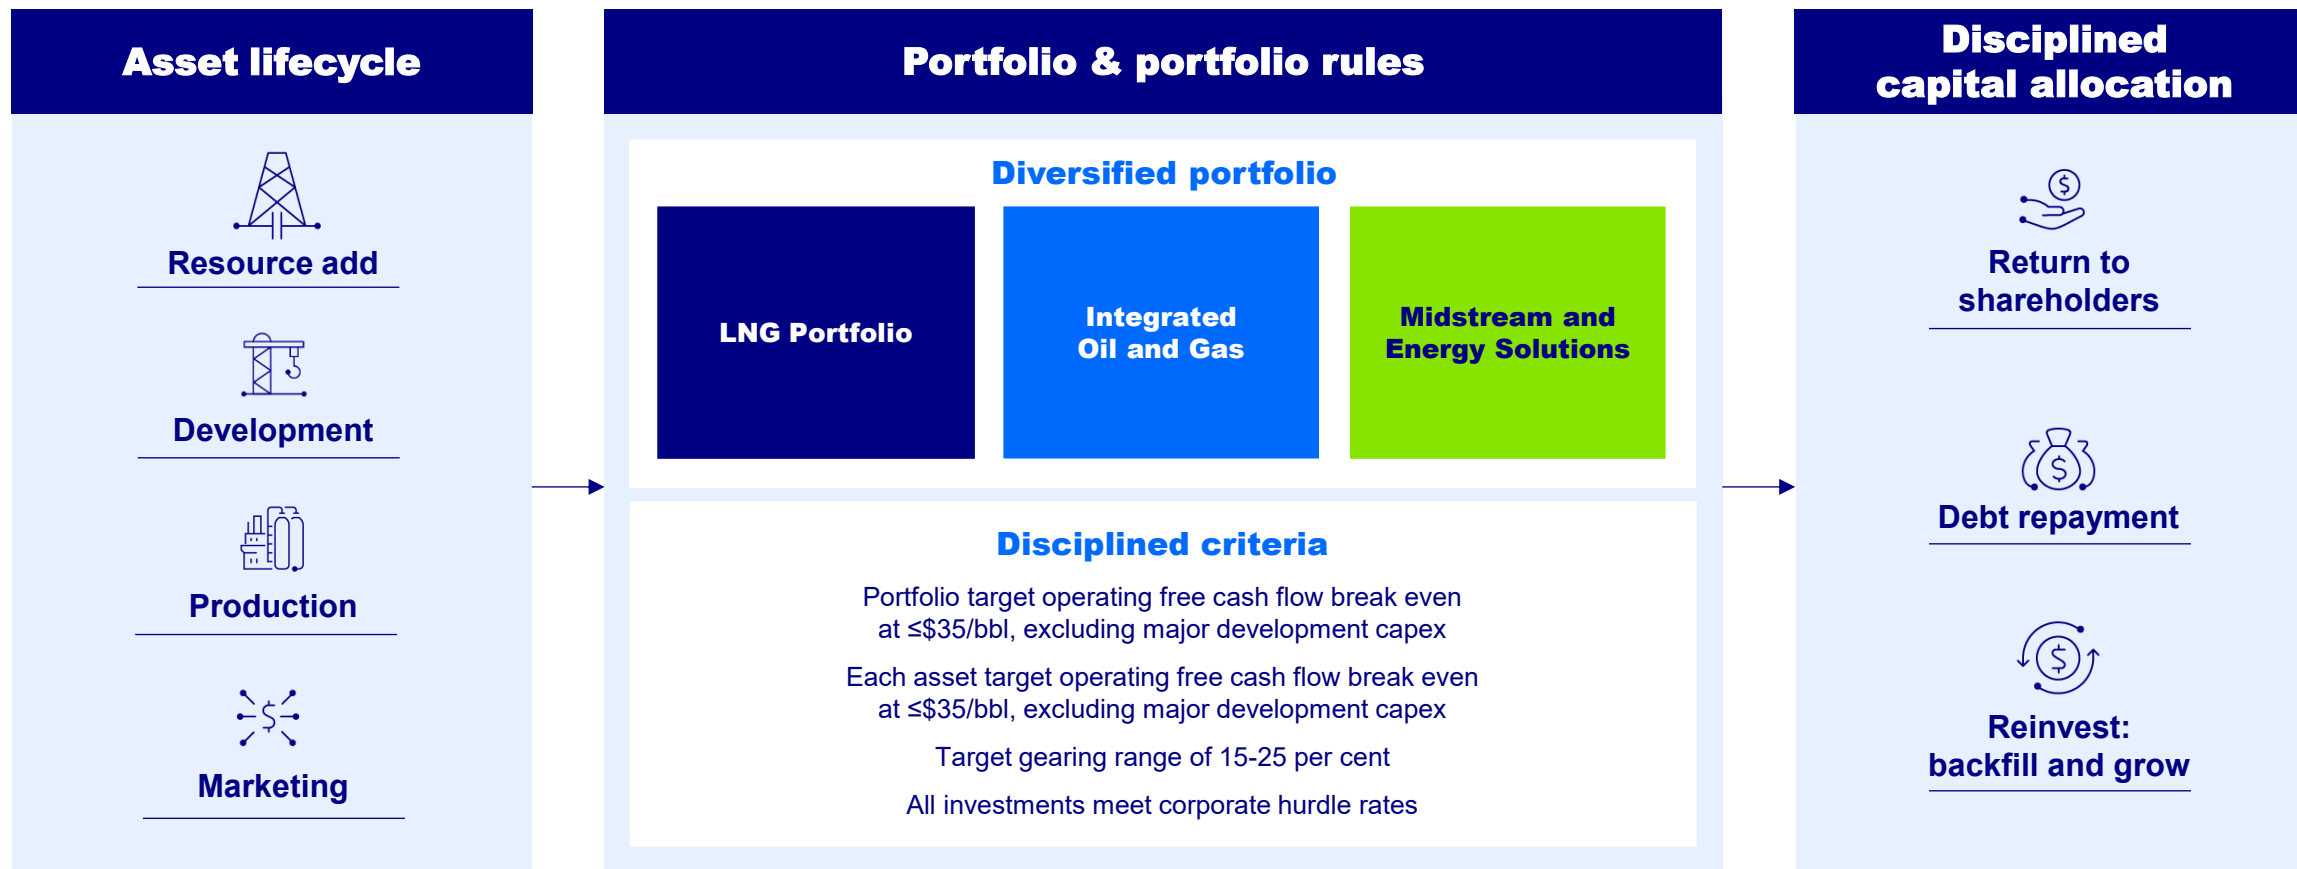 Asset lifecycle
Resource add
Development
Production
Marketing
Portfolio & portfolio rules
Diversified portfolio
LNG Portfolio
Integrated
Oil and Gas
Midstream and
Energy Solutions
Disciplined criteria
Portfolio target operating free cash flow break even
at ≤$35/bbl, excluding major development capex
Each asset target operating free cash flow break even
at ≤$35/bbl, excluding major development capex
Target gearing range of 15-25 per cent
All investments meet corporate hurdle rates
Disciplined
capital allocation
Return to
shareholders
Debt repayment
Reinvest:
backfill and grow